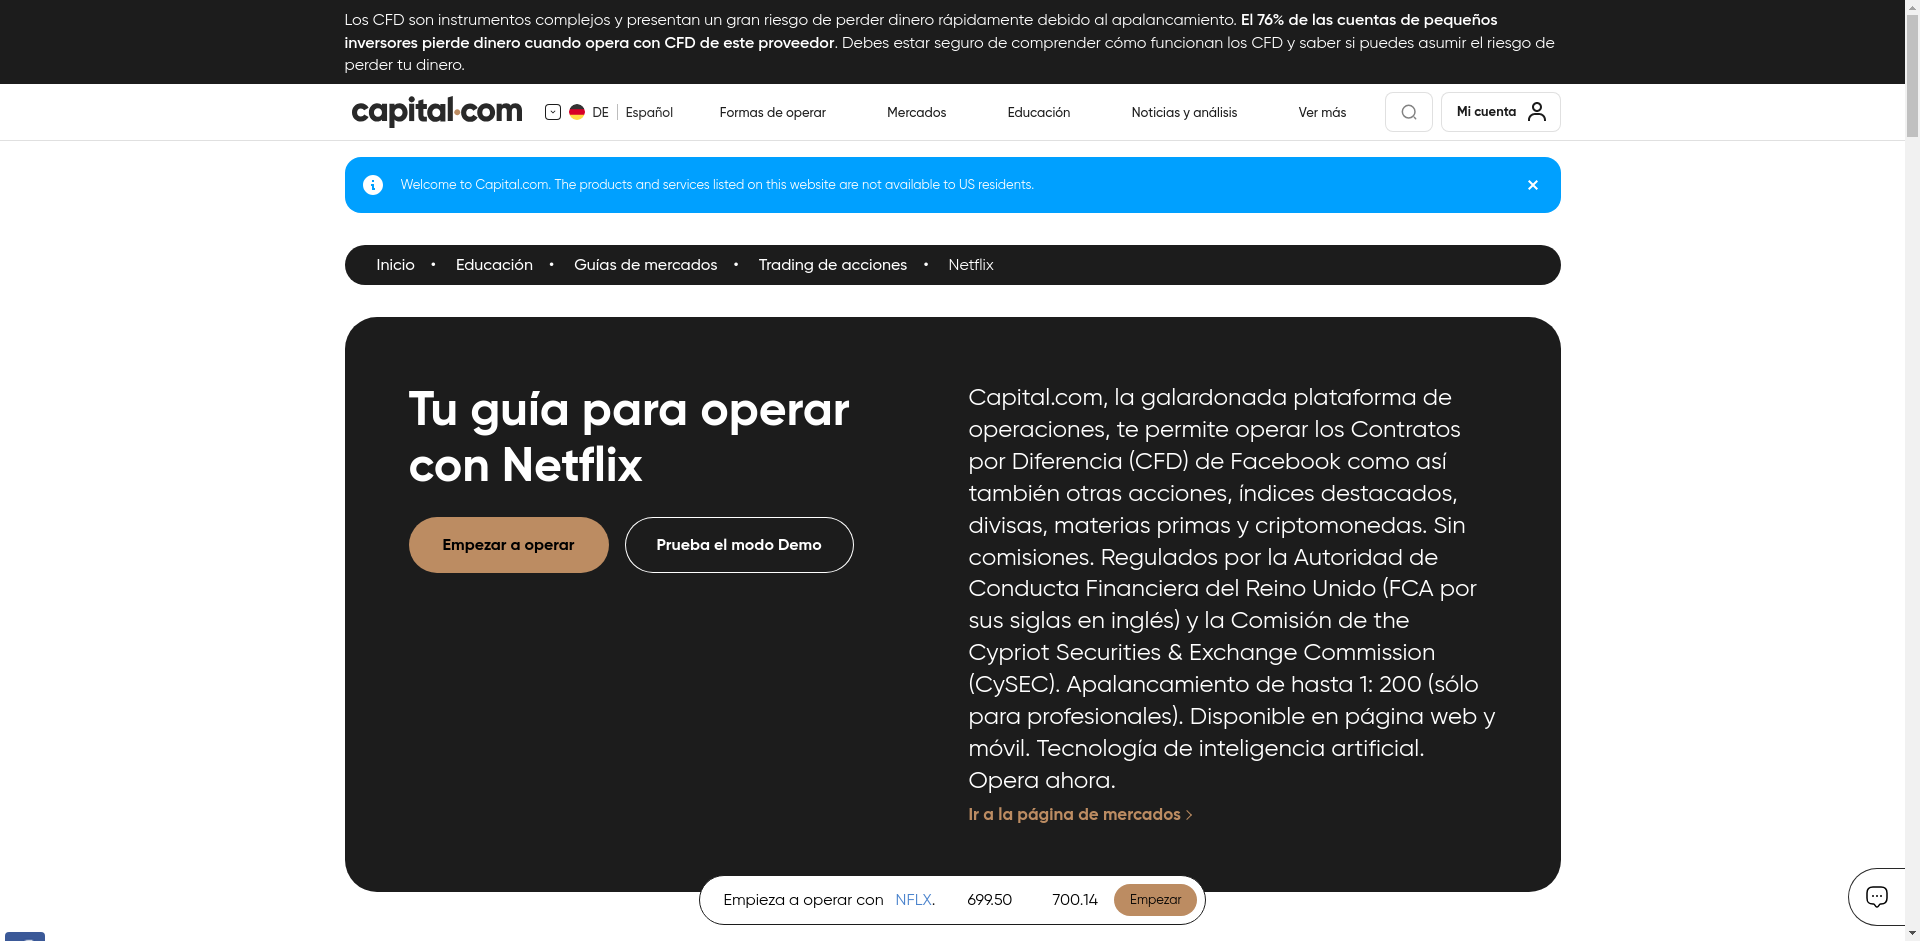 Los CFD son instrumentos complejos y presentan un gran riesgo de perder dinero rápidamente debido al apalancamiento. El 76% de las cuentas de pequeños
inversores pierde dinero cuando opera con CFD de este proveedor. Debes estar seguro de comprender cómo funcionan los CFD y saber si puedes asumir el riesgo de
perder tu dinero.
capital.com DE Español Formas de operar Mercados Educación Noticias y análisis Ver más Mi cuenta
Welcome to Capital.com. The products and services listed on this website are not available to US residents.
Inicio • Educación • Guías de mercados • Trading de acciones • Netflix
Tu guía para operar
con Netflix
Empezar a operar Prueba el modo Demo
Capital.com, la galardonada plataforma de
operaciones, te permite operar los Contratos
por Diferencia (CFD) de Facebook como así
también otras acciones, índices destacados,
divisas, materias primas y criptomonedas. Sin
comisiones. Regulados por la Autoridad de
Conducta Financiera del Reino Unido (FCA por
sus siglas en inglés) y la Comisión de the
Cypriot Securities & Exchange Commission
(CySEC). Apalancamiento de hasta 1: 200 (sólo
para profesionales). Disponible en página web y
móvil. Tecnología de inteligencia artificial.
Opera ahora.
Ir a la página de mercados
Empieza a operar con NFLX. 699.50 700.14 Empezar